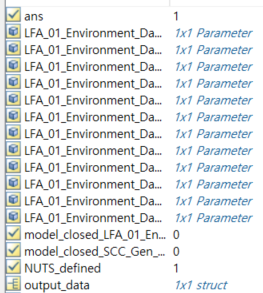 ans 1
LFA_01_Environment_Da... 1x1 Parameter
LFA_01_Environment_Da... 1x1 Parameter
LFA_01_Environment_Da... 1x1 Parameter
LFA_01_Environment_Da... 1x1 Parameter
LFA_01_Environment_Da... 1x1 Parameter
LFA_01_Environment_Da... 1x1 Parameter
LFA_01_Environment_Da... 1x1 Parameter
LFA_01_Environment_Da... 1x1 Parameter
LFA_01_Environment_Da... 1x1 Parameter
LFA_01_Environment_Da... 1x1 Parameter
LFA_01_Environment_Da... 1x1 Parameter
model_closed_LFA_01_En... 0
model_closed_SCC_Gen_... 0
NUTS_defined 1
output_data 1x1 struct